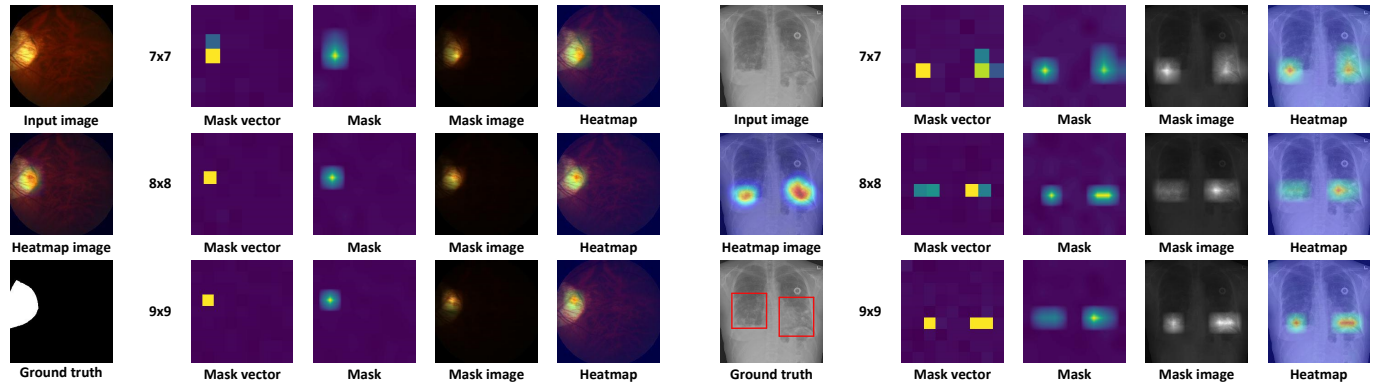 7x7
Input image Mask vector Mask Mask image Heatmap
8x8
Heatmap image Mask vector Mask Mask image Heatmap
9x9
Ground truth Mask vector Mask Mask image Heatmap
7x7
Input image Mask vector Mask Mask image Heatmap
8x8
Heatmap image Mask vector Mask Mask image Heatmap
9x9
Ground truth Mask vector Mask Mask image Heatmap